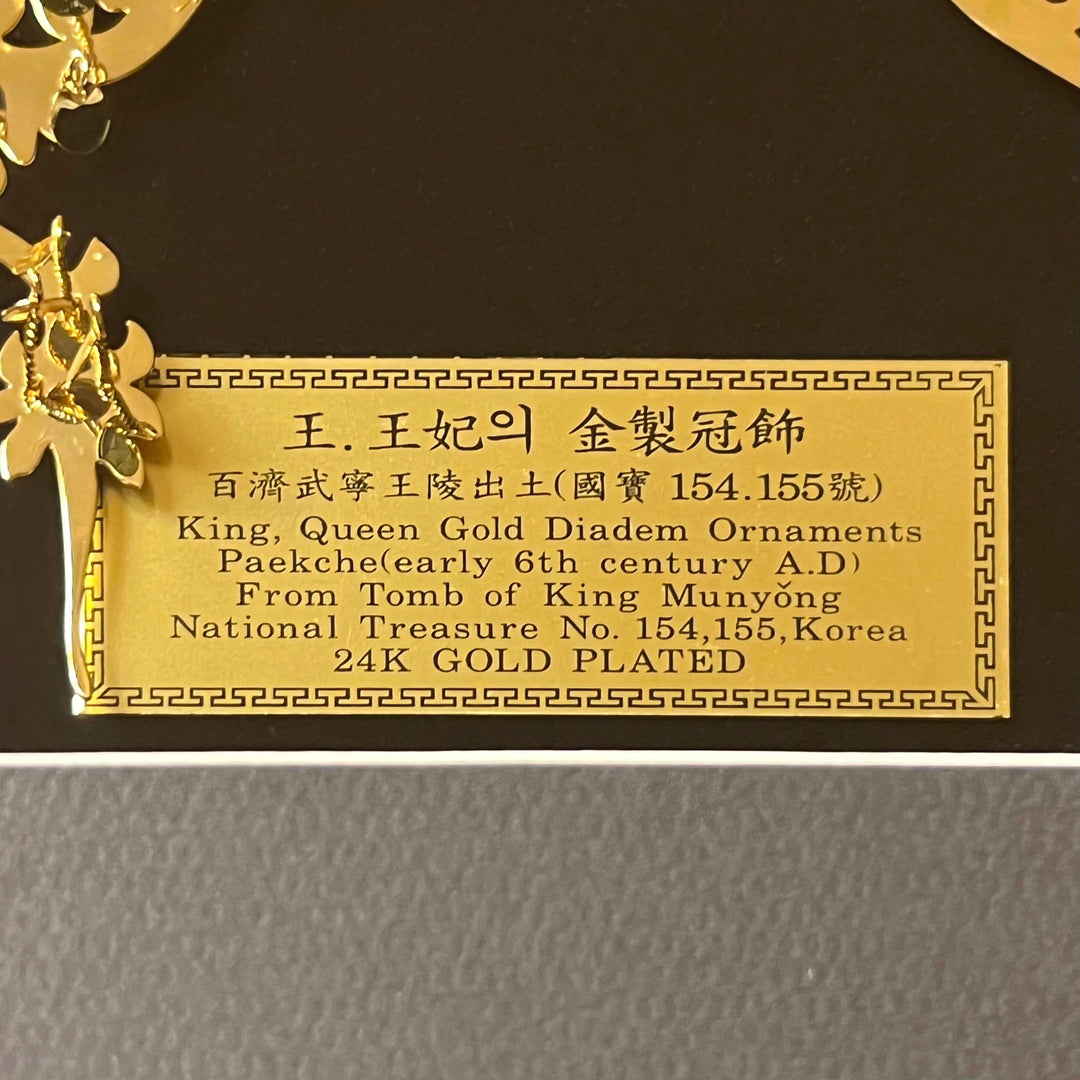 王.王妃의 金製冠飾
百濟武寧王陵出土(國寶 154.155號)
King, Queen Gold Diadem Ornaments
Paekche(early 6th century A.D)
From Tomb of King Munyǒng
National Treasure No. 154,155,Korea
24K GOLD PLATED